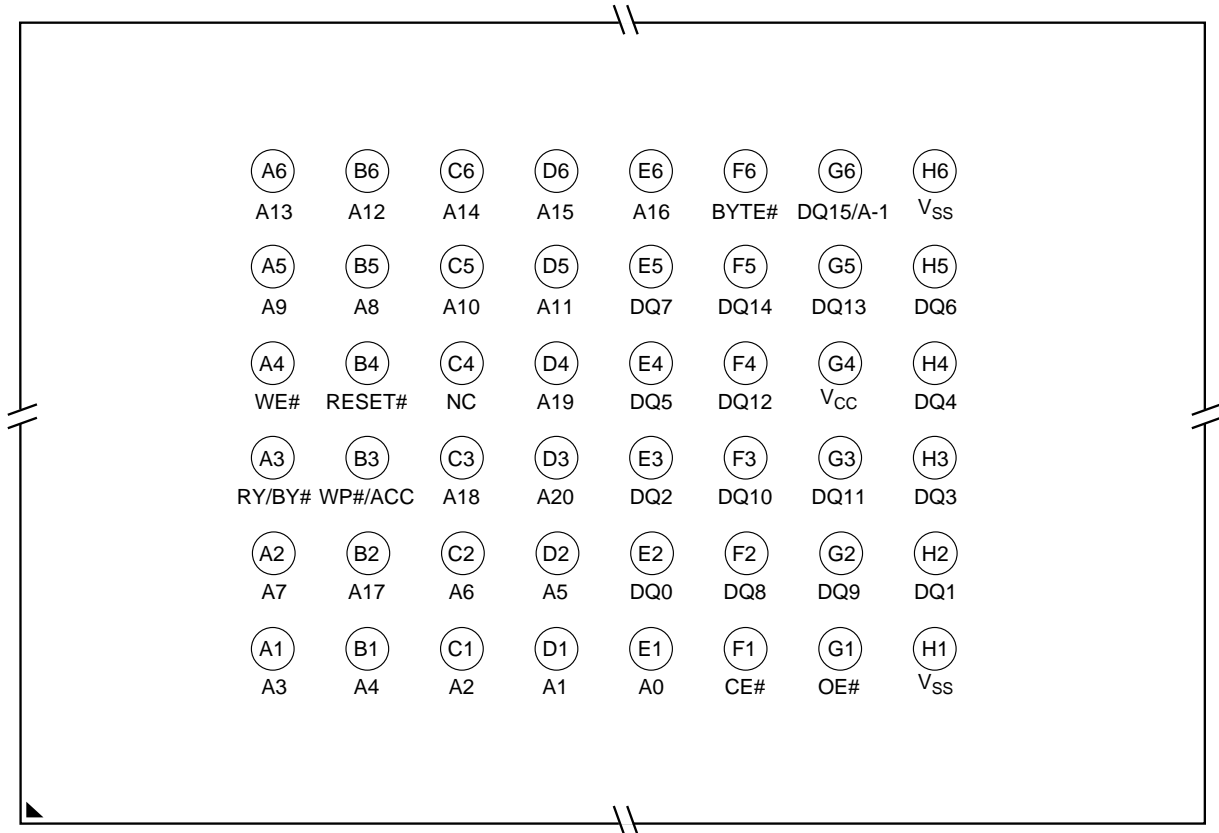 A6 B6 C6 D6 E6 F6 G6 H6
A13 A12 A14 A15 A16 BYTE# DQ15/A-1 VSS
A5 B5 C5 D5 E5 F5 G5 H5
A9 A8 A10 A11 DQ7 DQ14 DQ13 DQ6
A4 B4 C4 D4 E4 F4 G4 H4
WE# RESET# NC A19 DQ5 DQ12 VCC DQ4
A3 B3 C3 D3 E3 F3 G3 H3
RY/BY# WP#/ACC A18 A20 DQ2 DQ10 DQ11 DQ3
A2 B2 C2 D2 E2 F2 G2 H2
A7 A17 A6 A5 DQ0 DQ8 DQ9 DQ1
A1 B1 C1 D1 E1 F1 G1 H1
A3 A4 A2 A1 A0 CE# OE# VSS